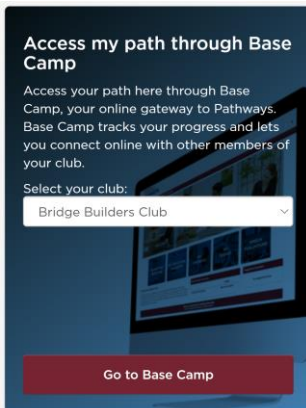 Access my path through Base
Camp
Access your path here through Base
Camp, your online gateway to Pathways.
Base Camp tracks your progress and lets
you connect online with other members of
your club.
Select your club:
Bridge Builders Club
Go to Base Camp